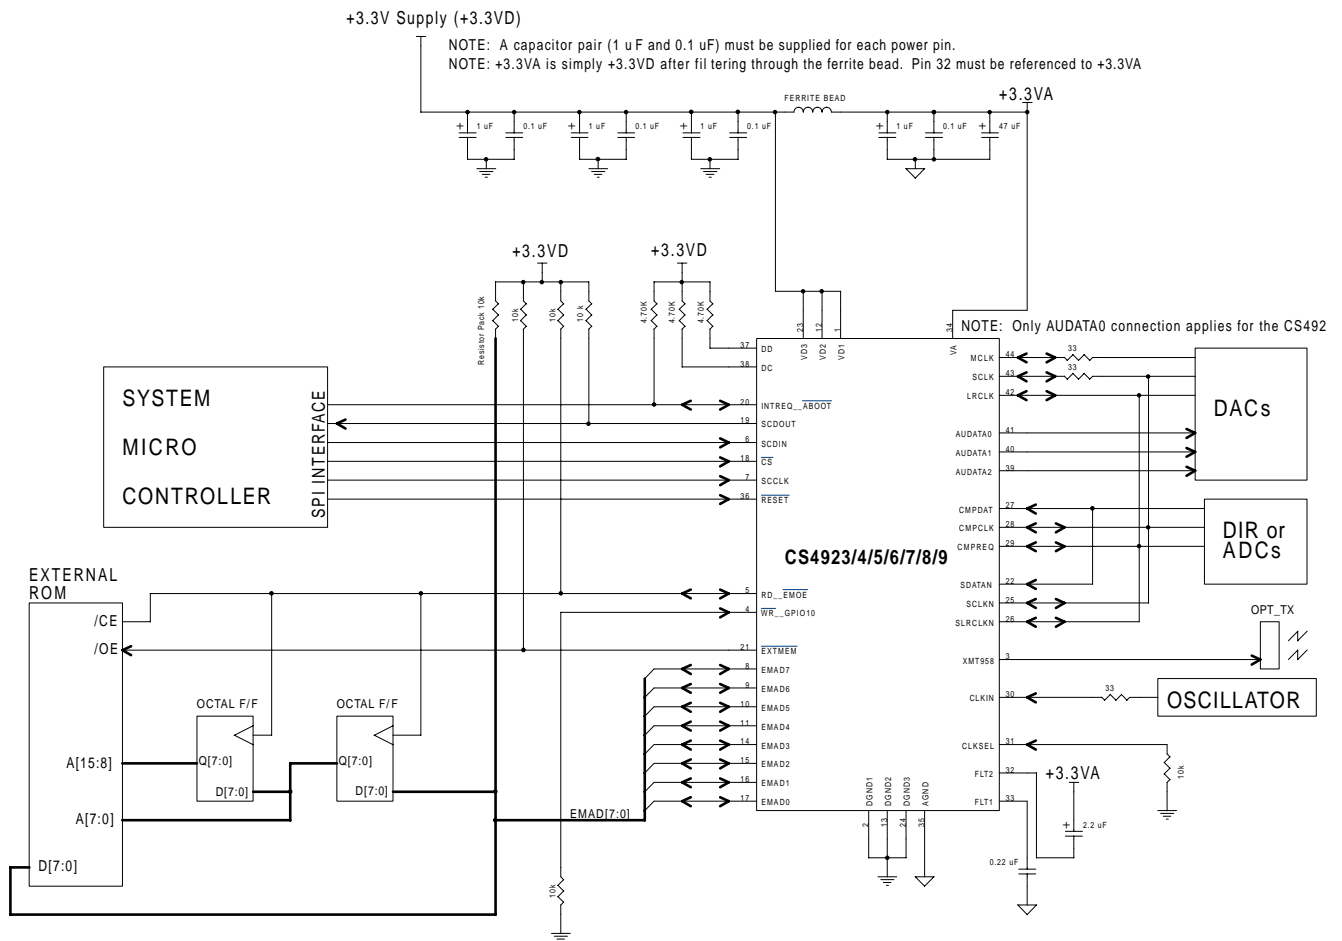 +3.3V Supply (+3.3VD)
NOTE: A capacitor pair (1 u F and 0.1 uF) must be supplied for each power pin.
NOTE: +3.3VA is simply +3.3VD after fil tering through the ferrite bead. Pin 32 must be referenced to +3.3VA
FERRITE BEAD
+3.3VA
+ 1 uF
0.1 uF
+ 1 uF
0.1 uF
+ 1 uF
0.1 uF
+ 1 uF
0.1 uF
+ 47 uF
+3.3VD
+3.3VD
Resistor Pack 10k
10k
10k
10 k
4.70K
4.70K
4.70K
23
12
1
34
VD3
VD2
VD1
VA
NOTE: Only AUDATA0 connection applies for the CS492
SYSTEM
MICRO
CONTROLLER
SPI INTERFACE
37 DD
38 DC
20 INTREQ__ABOOT
19 SCDOUT
6 SCDIN
18 CS
7 SCCLK
36 RESET
MCLK 44
33
SCLK 43
33
LRCLK 42
AUDATA0 41
AUDATA1 40
AUDATA2 39
DACs
CMPDAT 27
CMPCLK 28
CMPREQ 29
DIR or
ADCs
CS4923/4/5/6/7/8/9
SDATAN 22
SCLKN 25
SLRCLKN 26
OPT_TX
XMT958 3
CLKIN 30
33
OSCILLATOR
CLKSEL 31
10k
FLT2 32
+3.3VA
FLT1 33
+ 2.2 uF
0.22 uF
EXTERNAL
ROM
/CE
/OE
5 RD__EMOE
4 WR__GPIO10
21 EXTMEM
8 EMAD7
9 EMAD6
10 EMAD5
11 EMAD4
14 EMAD3
15 EMAD2
16 EMAD1
17 EMAD0
OCTAL F/F
OCTAL F/F
A[15:8]
Q[7:0]
D[7:0]
Q[7:0]
D[7:0]
A[7:0]
EMAD[7:0]
D[7:0]
10k
DGND1
DGND2
DGND3
AGND
2
13
24
35